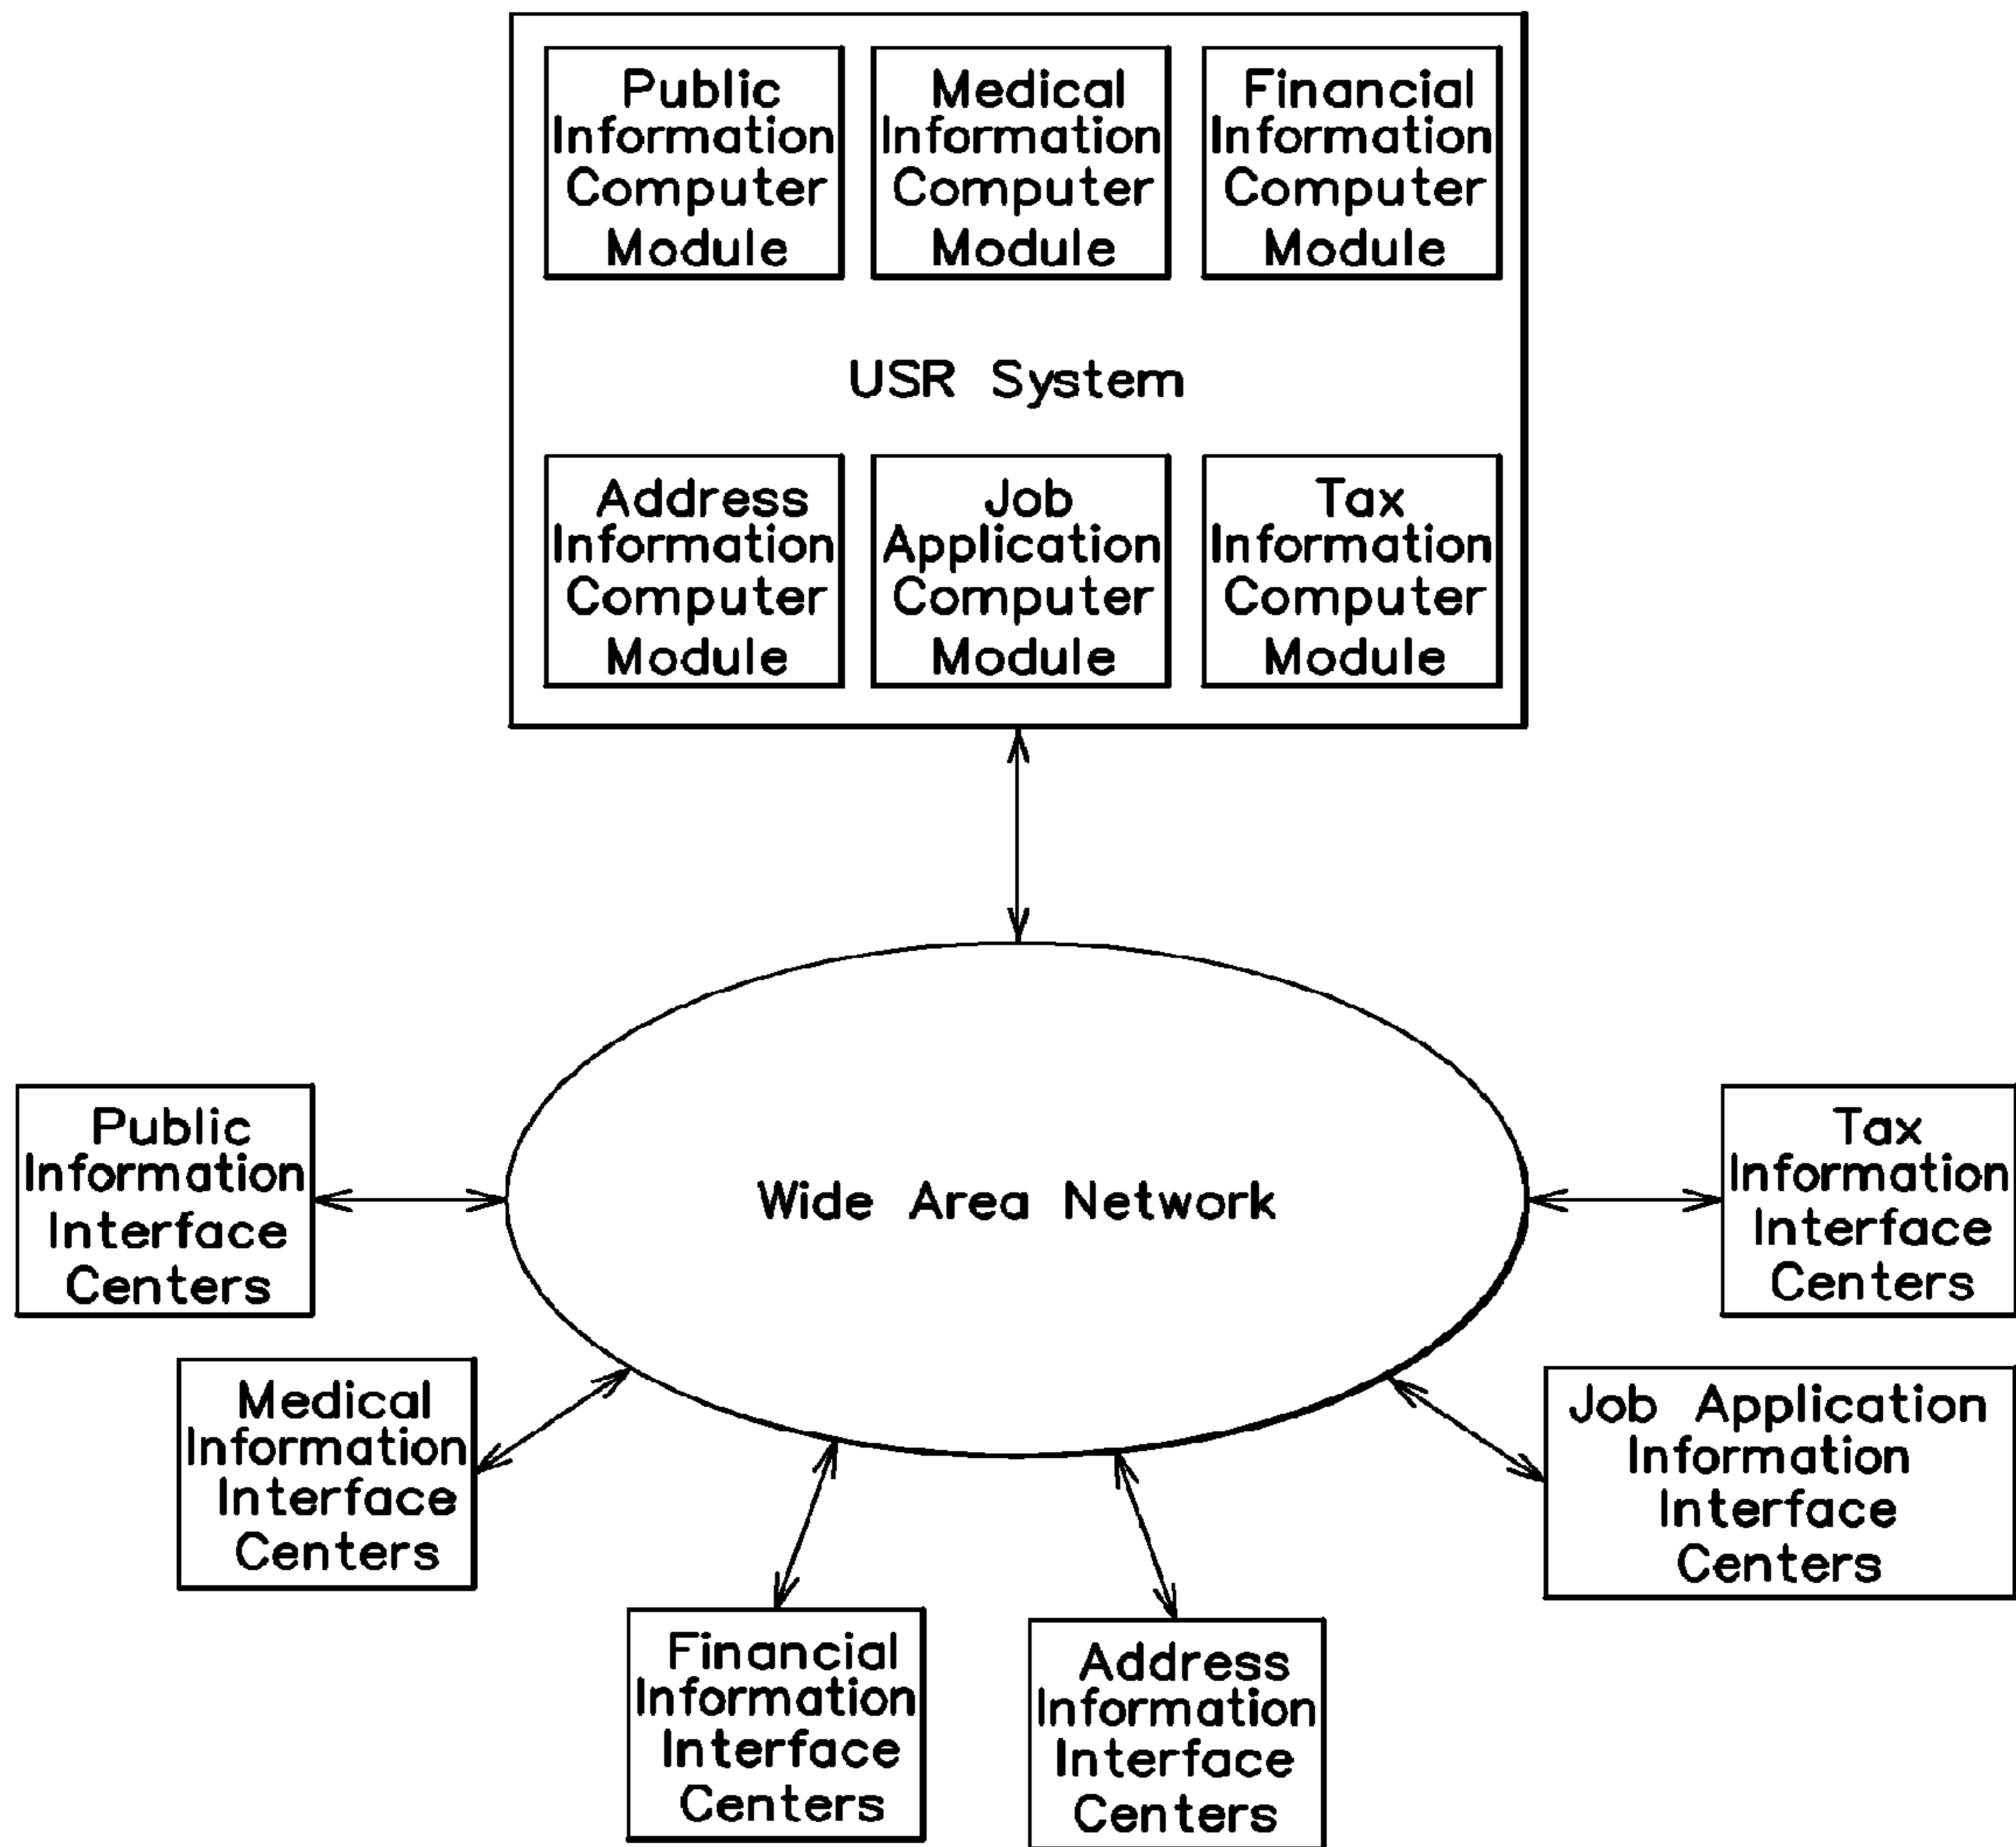 Public
Information
Computer
Module
Medical
Information
Computer
Module
Financial
Information
Computer
Module
USR System
Address
Information
Computer
Module
Job
Application
Computer
Module
Tax
Information
Computer
Module
Wide Area Network
Public
Information
Interface
Centers
Medical
Information
Interface
Centers
Financial
Information
Interface
Centers
Address
Information
Interface
Centers
Job Application
Information
Interface
Centers
Tax
Information
Interface
Centers